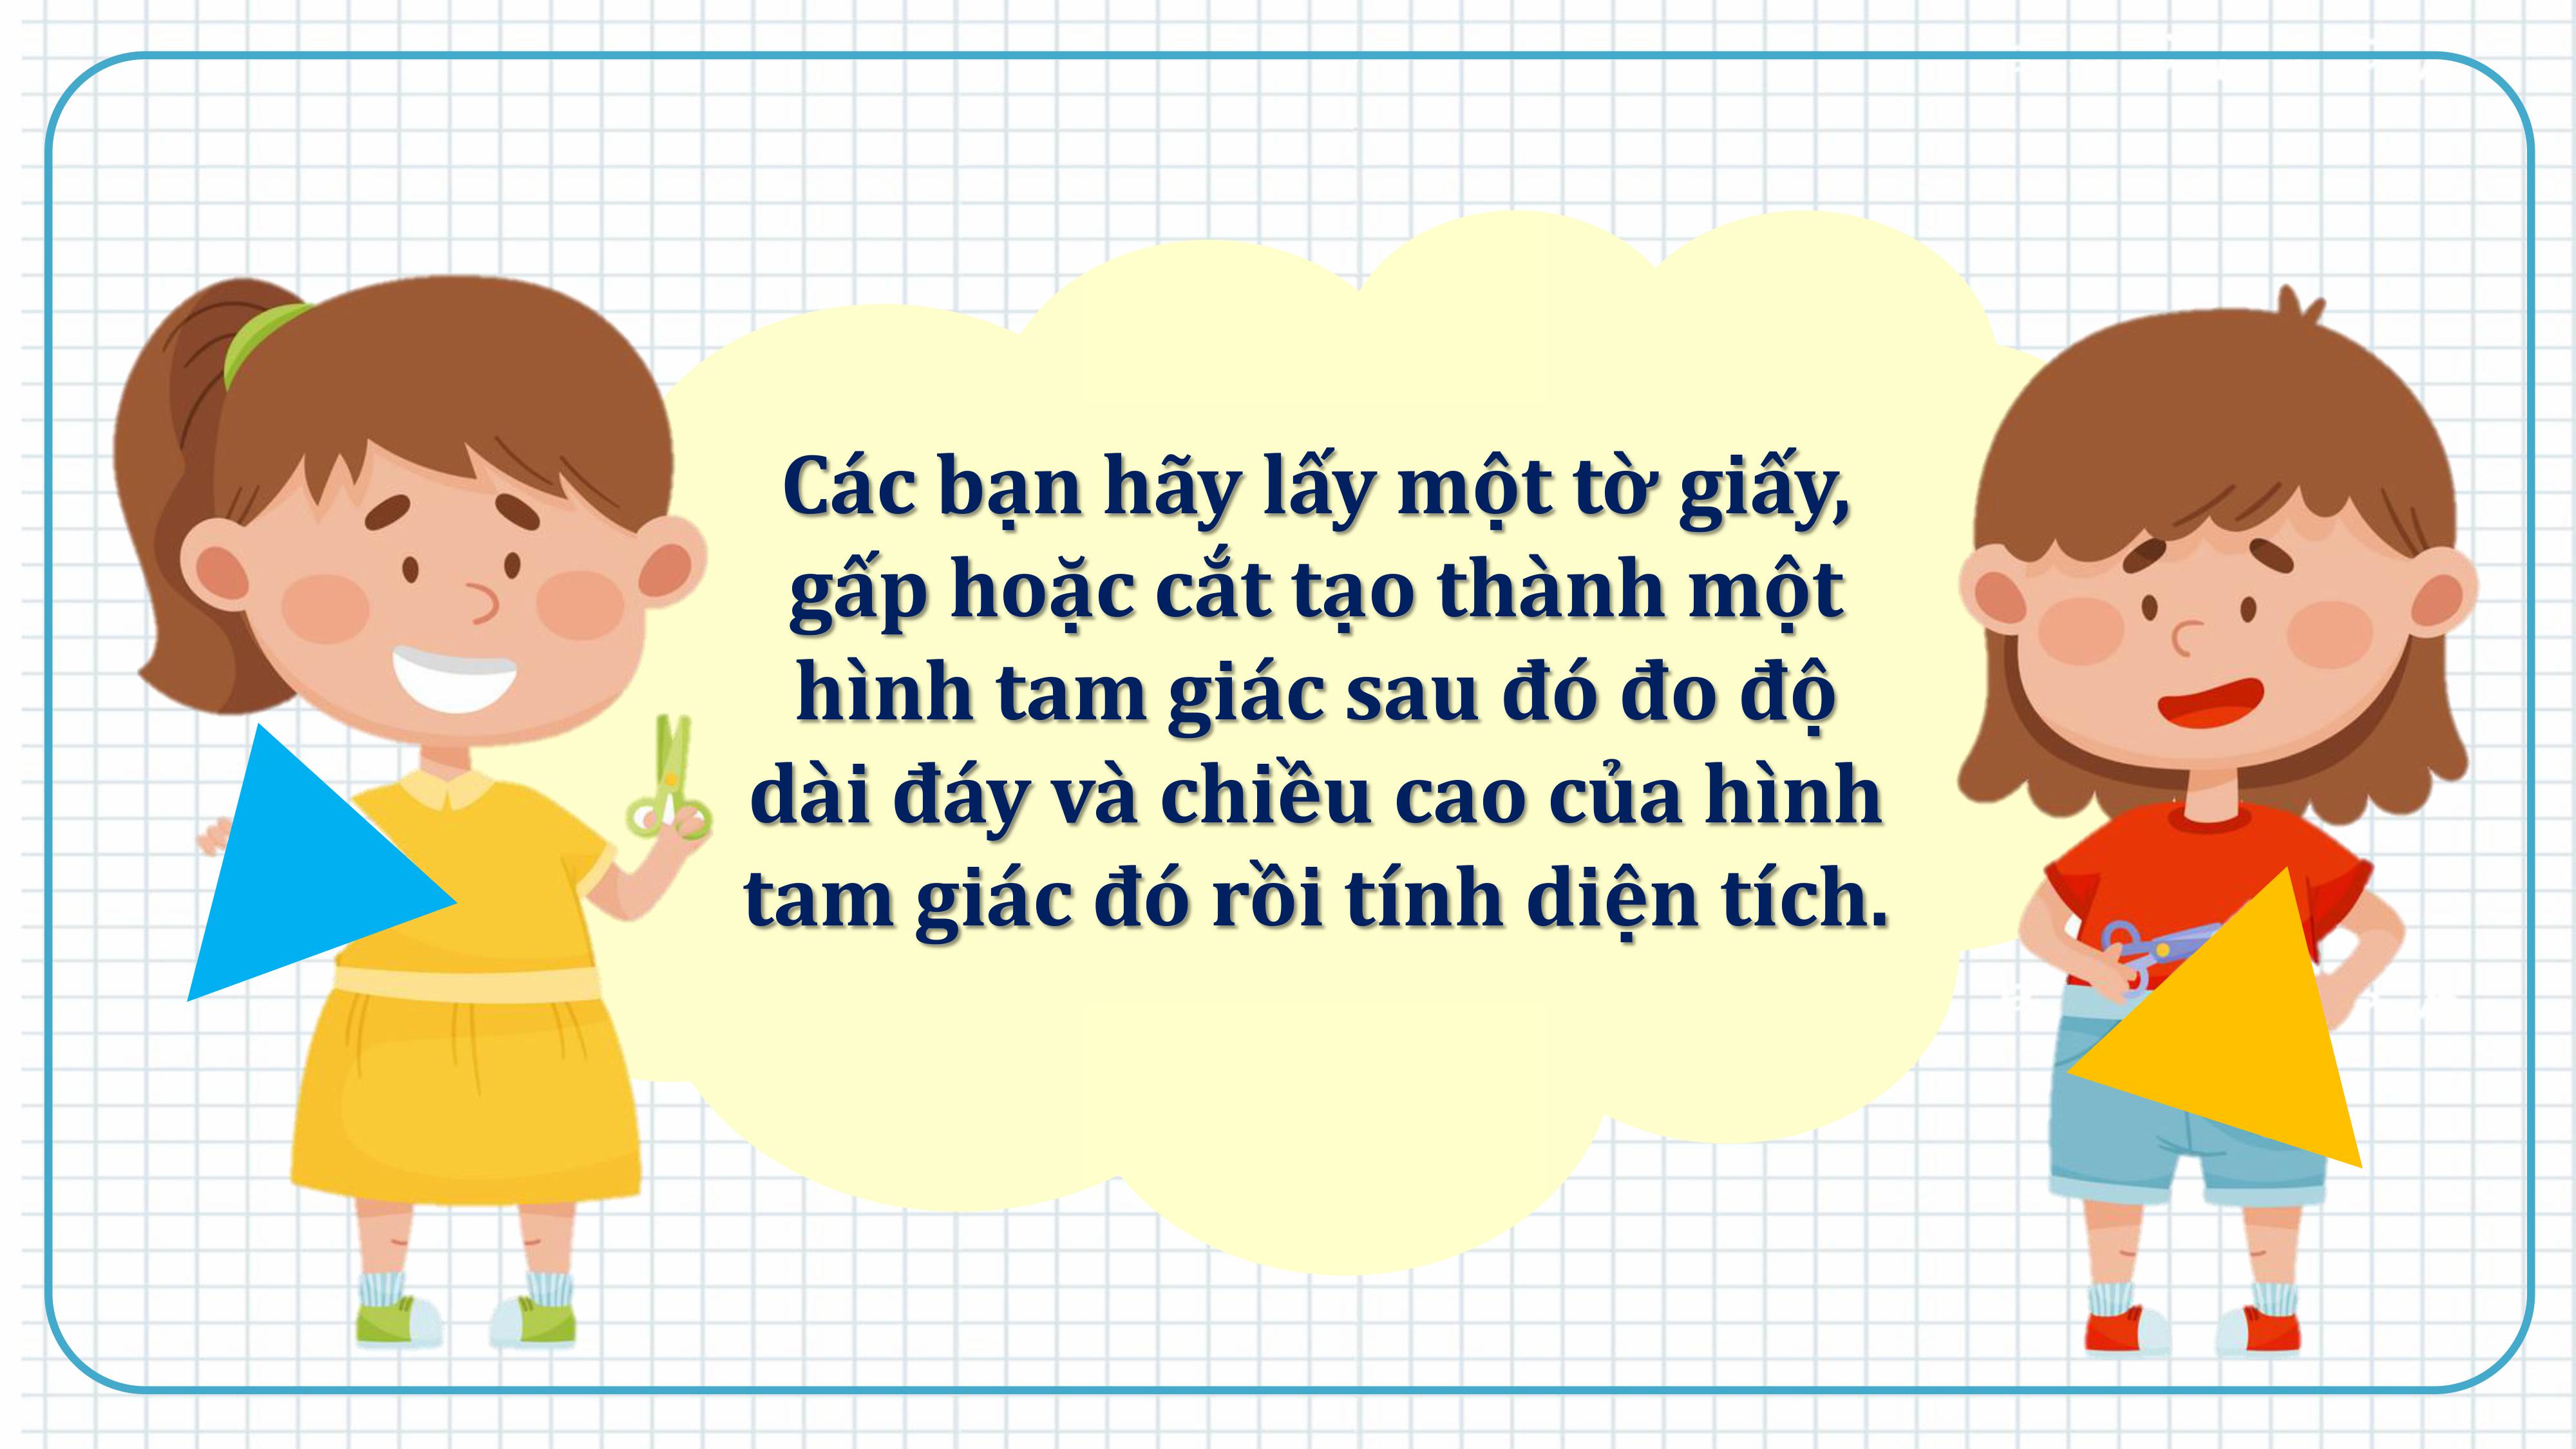 Các bạn hãy lấy một tờ giấy,
gấp hoặc cắt tạo thành một
hình tam giác sau đó đo độ
dài đáy và chiều cao của hình
tam giác đó rồi tính diện tích.